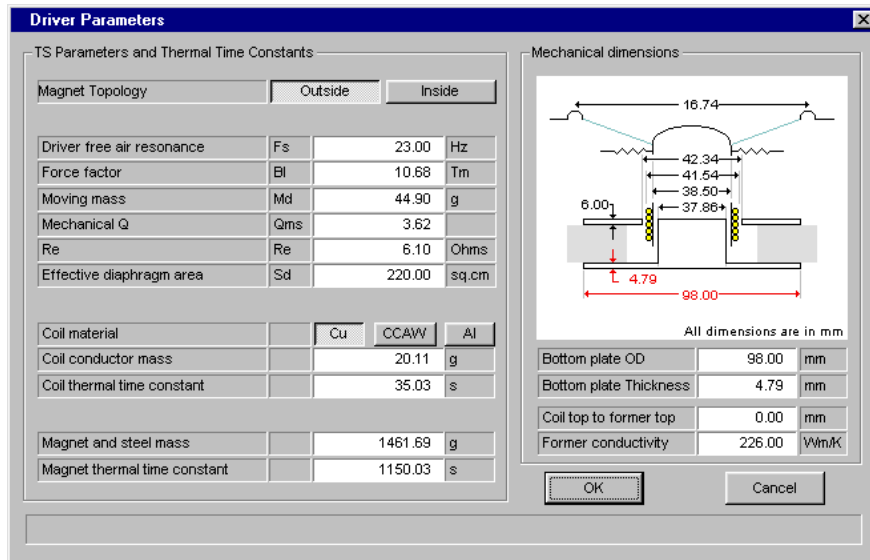 Driver Parameters
TS Parameters and Thermal Time Constants
Magnet Topology Outside Inside
Driver free air resonance Fs 23.00 Hz
Force factor Bl 10.68 Tm
Moving mass Md 44.90 g
Mechanical Q Qms 3.62
Re Re 6.10 Ohms
Effective diaphragm area Sd 220.00 sq.cm
Coil material Cu CCAW Al
Coil conductor mass 20.11 g
Coil thermal time constant 35.03 s
Magnet and steel mass 1461.69 g
Magnet thermal time constant 1150.03 s
Mechanical dimensions
16.74
42.34
41.54
38.50
37.86
6.00
4.79
98.00
All dimensions are in mm
Bottom plate OD 98.00 mm
Bottom plate Thickness 4.79 mm
Coil top to former top 0.00 mm
Former conductivity 226.00 Wm/K
OK Cancel